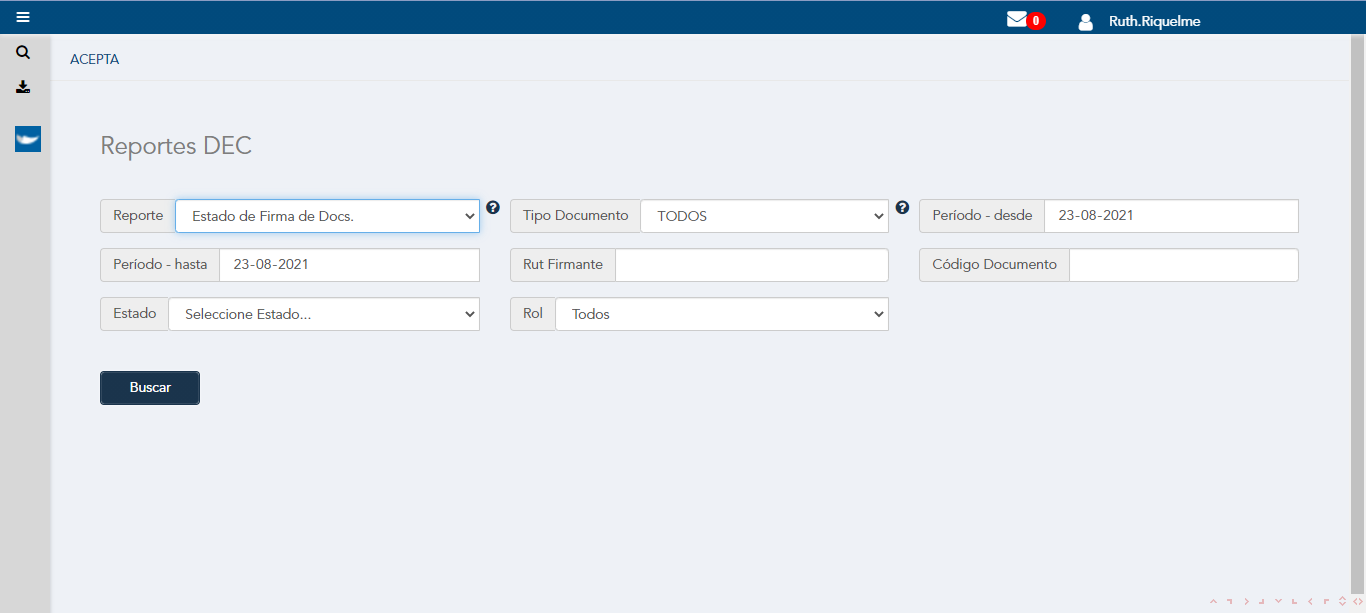 0 Ruth.Riquelme
ACEPTA
Reportes DEC
Reporte Estado de Firma de Docs. Tipo Documento TODOS Período - desde 23-08-2021
Período - hasta 23-08-2021 Rut Firmante Código Documento
Estado Seleccione Estado... Rol Todos
Buscar